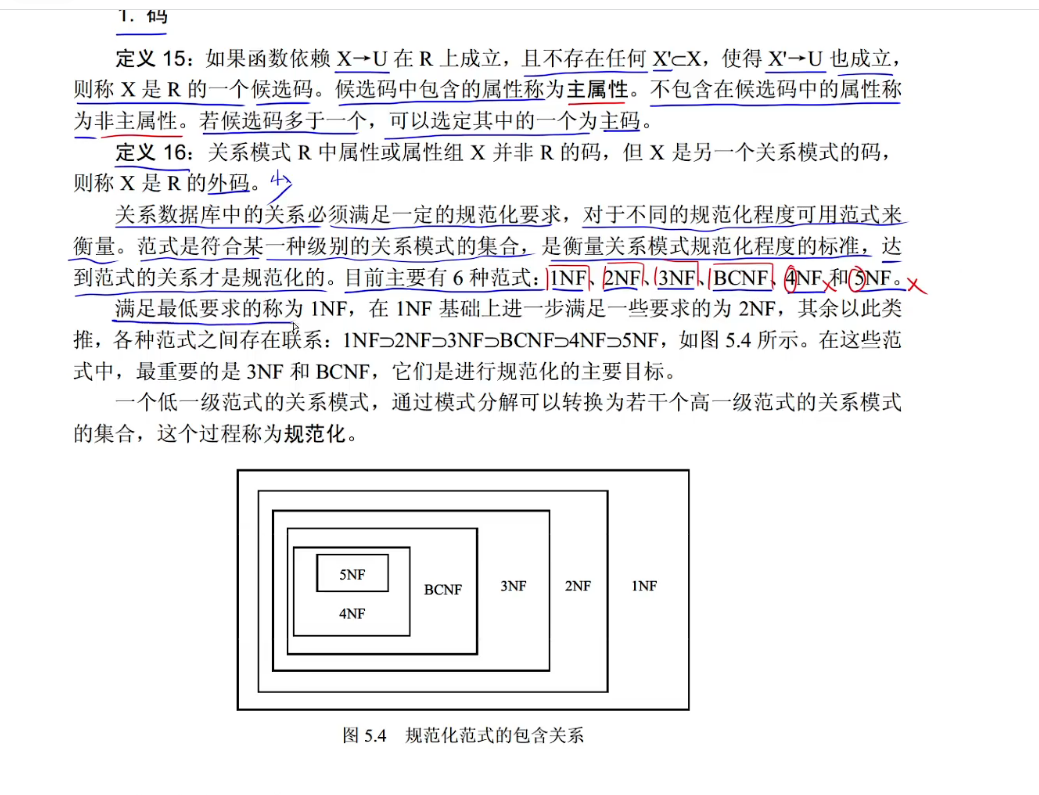 1. 码
定义 15：如果函数依赖 X→U 在 R 上成立，且不存在任何 X'⊂X，使得 X'→U 也成立，
则称 X 是 R 的一个候选码。候选码中包含的属性称为主属性。不包含在候选码中的属性称
为非主属性。若候选码多于一个，可以选定其中的一个为主码。
定义 16：关系模式 R 中属性或属性组 X 并非 R 的码，但 X 是另一个关系模式的码，
则称 X 是 R 的外码。
关系数据库中的关系必须满足一定的规范化要求，对于不同的规范化程度可用范式来
衡量。范式是符合某一种级别的关系模式的集合，是衡量关系模式规范化程度的标准，达
到范式的关系才是规范化的。目前主要有 6 种范式：1NF、2NF、3NF、BCNF、4NF 和 5NF。
满足最低要求的称为 1NF，在 1NF 基础上进一步满足一些要求的为 2NF，其余以此类
推，各种范式之间存在联系：1NF⊃2NF⊃3NF⊃BCNF⊃4NF⊃5NF，如图 5.4 所示。在这些范
式中，最重要的是 3NF 和 BCNF，它们是进行规范化的主要目标。
一个低一级范式的关系模式，通过模式分解可以转换为若干个高一级范式的关系模式
的集合，这个过程称为规范化。
5NF
4NF
BCNF
3NF
2NF
1NF
图 5.4 规范化范式的包含关系